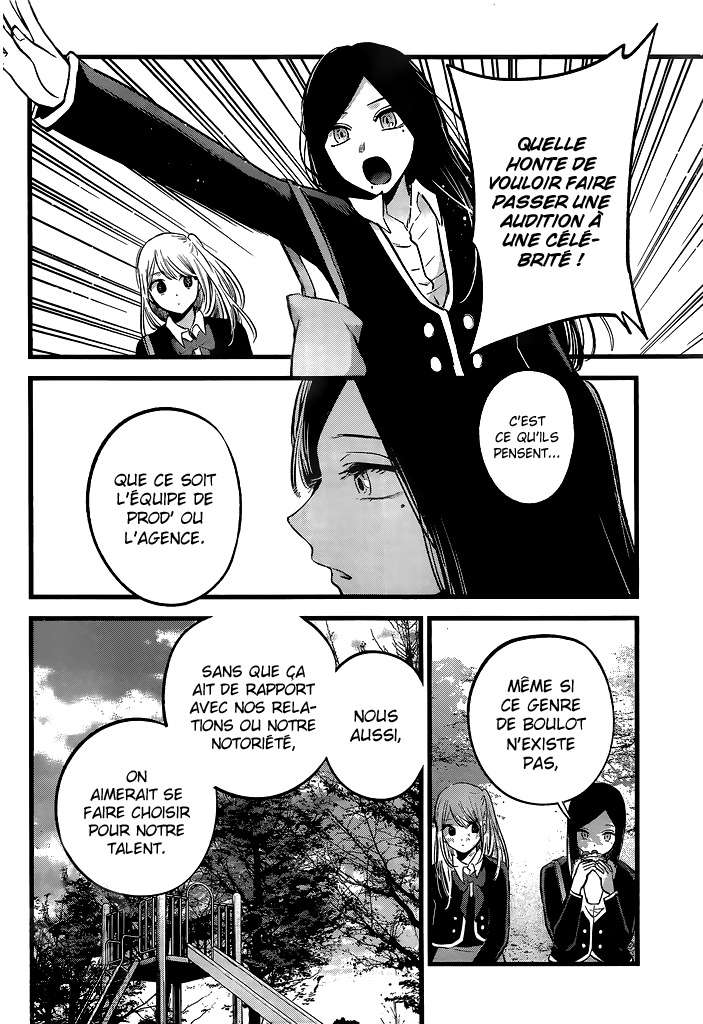 QUELLE
HONTE DE
VOULOIR FAIRE
PASSER UNE
AUDITION À
UNE CÉLÉ-
BRITÉ !
C'EST
CE QU'ILS
PENSENT...
QUE CE SOIT
L'ÉQUIPE DE
PROD' OU
L'AGENCE.
MÊME SI
CE GENRE
DE BOULOT
N'EXISTE
PAS,
NOUS
AUSSI,
SANS QUE ÇA
AIT DE RAPPORT
AVEC NOS RELA-
TIONS OU NOTRE
NOTORIÉTÉ,
ON
AIMERAIT SE
FAIRE CHOISIR
POUR NOTRE
TALENT.